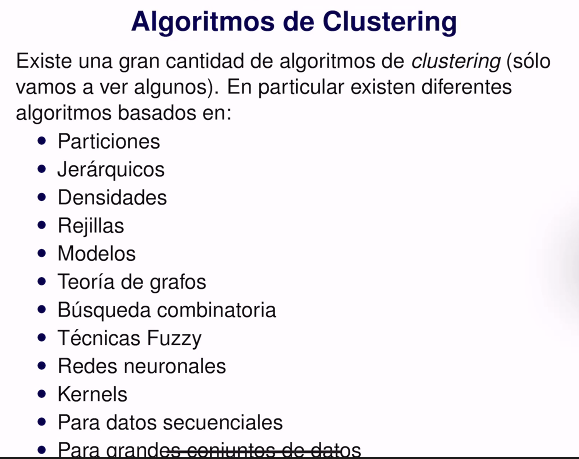 Algoritmos de Clustering
Existe una gran cantidad de algoritmos de clustering (sólo
vamos a ver algunos). En particular existen diferentes
algoritmos basados en:
• Particiones
• Jerárquicos
• Densidades
• Rejillas
• Modelos
• Teoría de grafos
• Búsqueda combinatoria
• Técnicas Fuzzy
• Redes neuronales
• Kernels
• Para datos secuenciales
• Para grandes conjuntos de datos